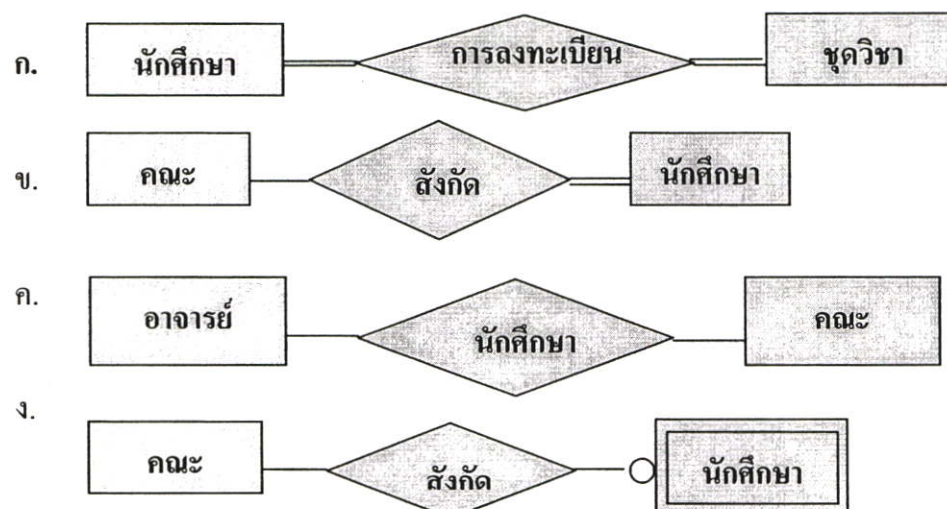 ก. นักศึกษา การลงทะเบียน ชุดวิชา
ข. คณะ สังกัด นักศึกษา
ค. อาจารย์ นักศึกษา คณะ
ง. คณะ สังกัด นักศึกษา